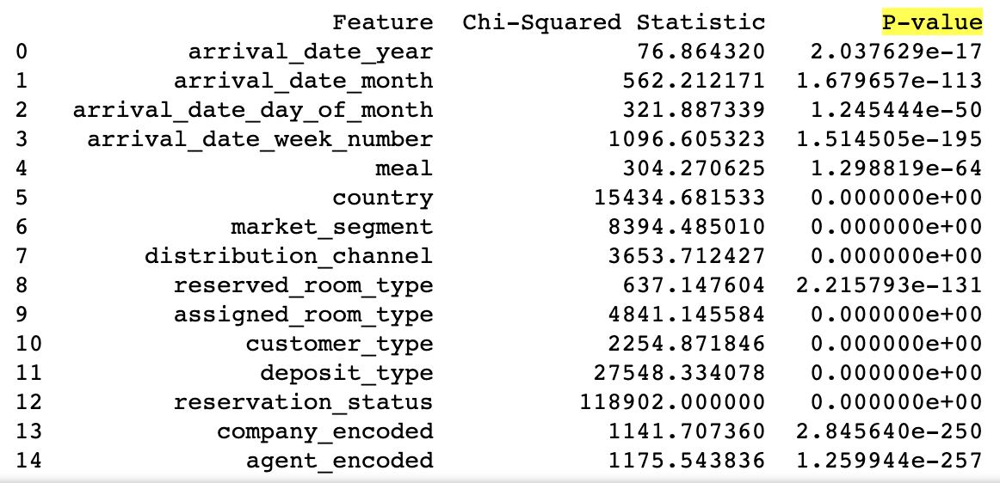 Feature Chi-Squared Statistic P-value
0 arrival_date_year 76.864320 2.037629e-17
1 arrival_date_month 562.212171 1.679657e-113
2 arrival_date_day_of_month 321.887339 1.245444e-50
3 arrival_date_week_number 1096.605323 1.514505e-195
4 meal 304.270625 1.298819e-64
5 country 15434.681533 0.000000e+00
6 market_segment 8394.485010 0.000000e+00
7 distribution_channel 3653.712427 0.000000e+00
8 reserved_room_type 637.147604 2.215793e-131
9 assigned_room_type 4841.145584 0.000000e+00
10 customer_type 2254.871846 0.000000e+00
11 deposit_type 27548.334078 0.000000e+00
12 reservation_status 118902.000000 0.000000e+00
13 company_encoded 1141.707360 2.845640e-250
14 agent_encoded 1175.543836 1.259944e-257